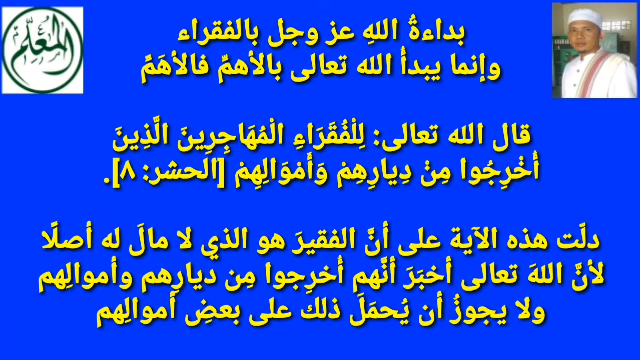 المُعَلِّم
بداءةُ اللهِ عز وجل بالفقراء
وإنما يبدأ الله تعالى بالأهمِّ فالأهَمِّ
قال الله تعالى: لِلْفُقَرَاءِ الْمُهَاجِرِينَ الَّذِينَ
أُخْرِجُوا مِنْ دِيارِهِمْ وَأَمْوَالِهِمْ [الحشر: ٨].
دلّت هذه الآية على أنَّ الفقيرَ هو الذي لا مالَ له أصلًا
لأنَّ اللهَ تعالى أخبَرَ أنَّهم أُخرِجوا مِن ديارِهم وأموالِهم
ولا يجوزُ أن يُحمَلَ ذلك على بعضِ أموالِهم